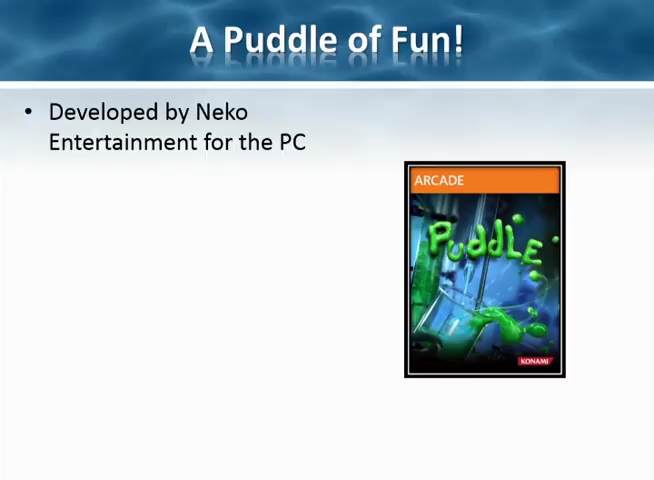 A Puddle of Fun!
• Developed by Neko
Entertainment for the PC
ARCADE
PUddLE
KONAMI